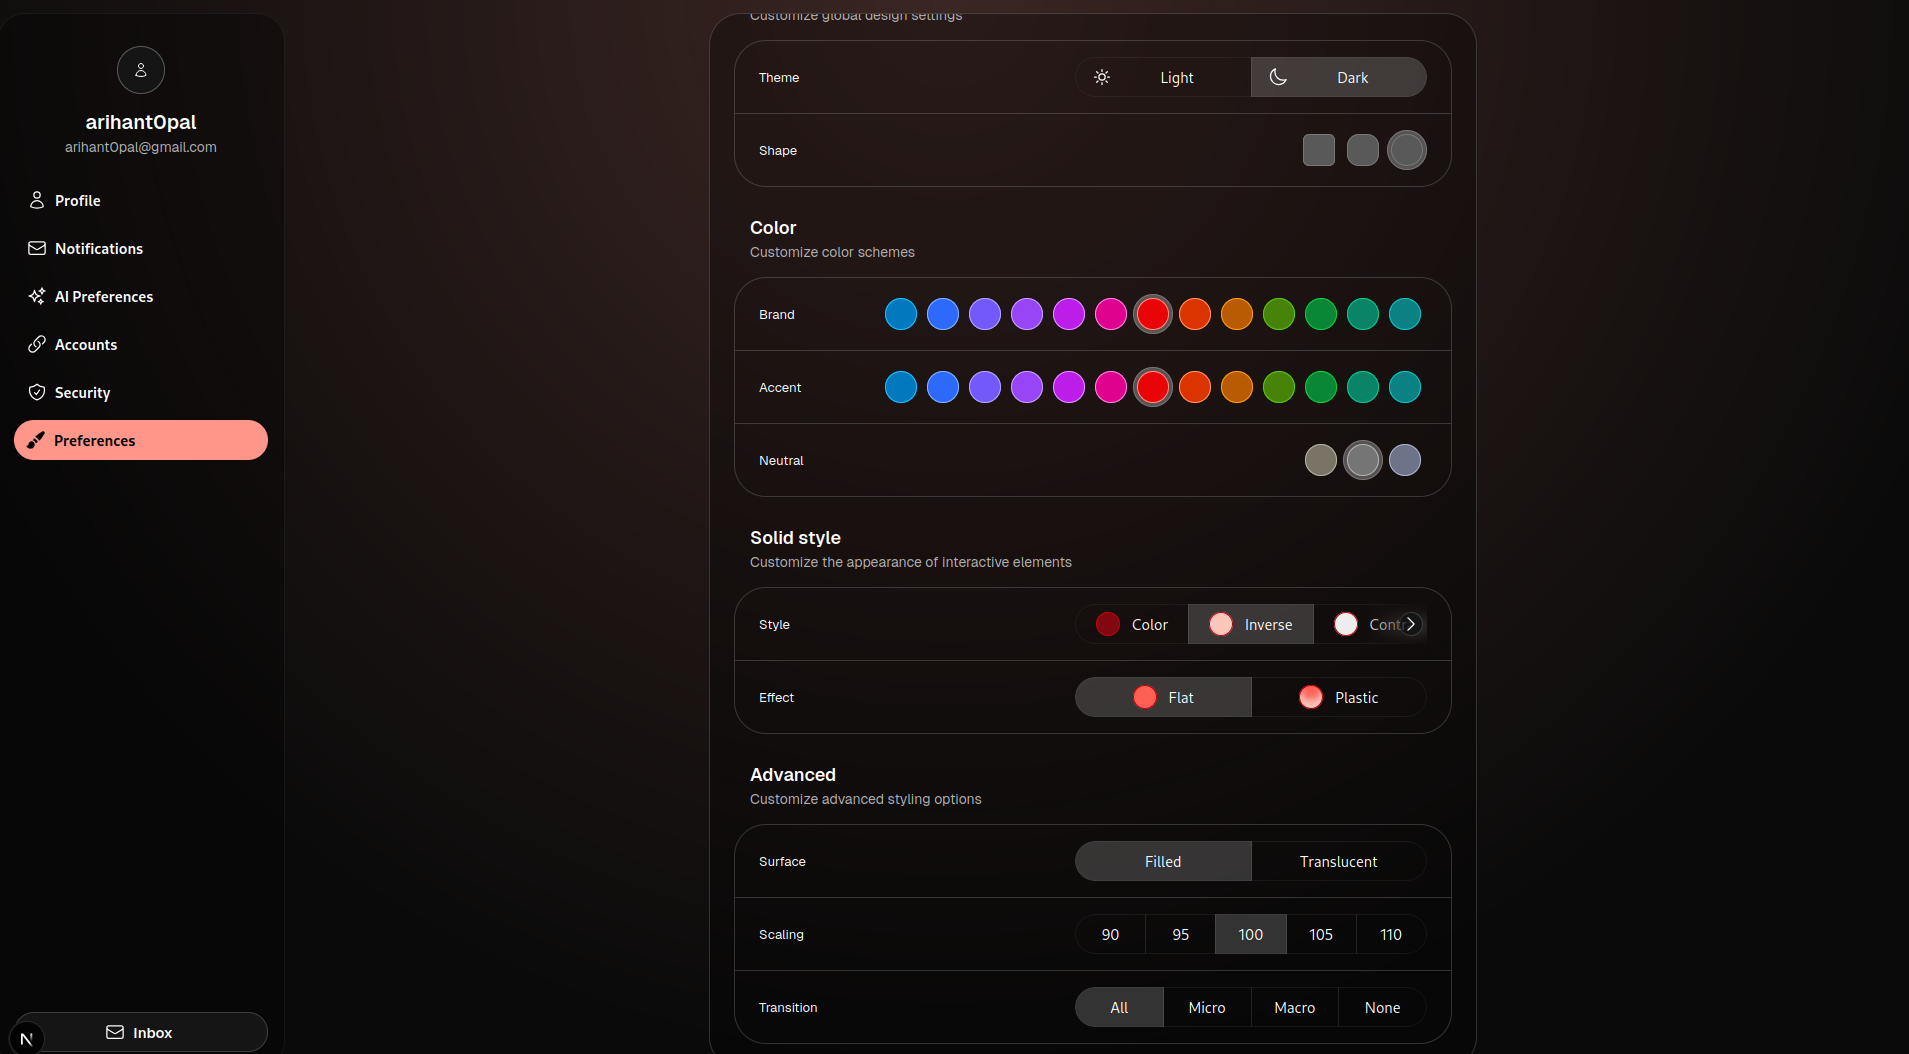 arihant0pal
arihant0pal@gmail.com
Profile
Notifications
AI Preferences
Accounts
Security
Preferences
Inbox
N
Customize global design settings
Theme
Light
Dark
Shape
Color
Customize color schemes
Brand
Accent
Neutral
Solid style
Customize the appearance of interactive elements
Style
Color
Inverse
Contr
Effect
Flat
Plastic
Advanced
Customize advanced styling options
Surface
Filled
Translucent
Scaling
90
95
100
105
110
Transition
All
Micro
Macro
None